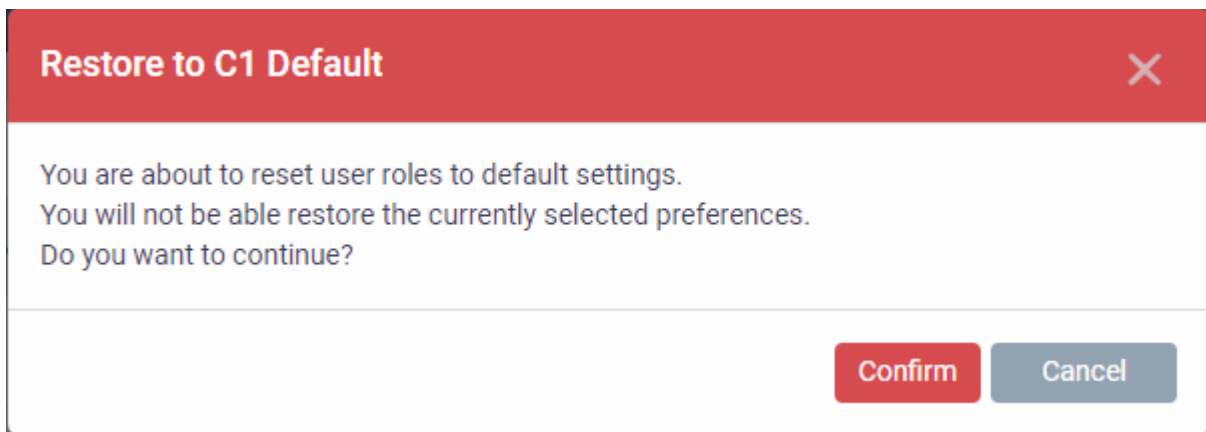 Restore to C1 Default
You are about to reset user roles to default settings.
You will not be able restore the currently selected preferences.
Do you want to continue?
Confirm Cancel